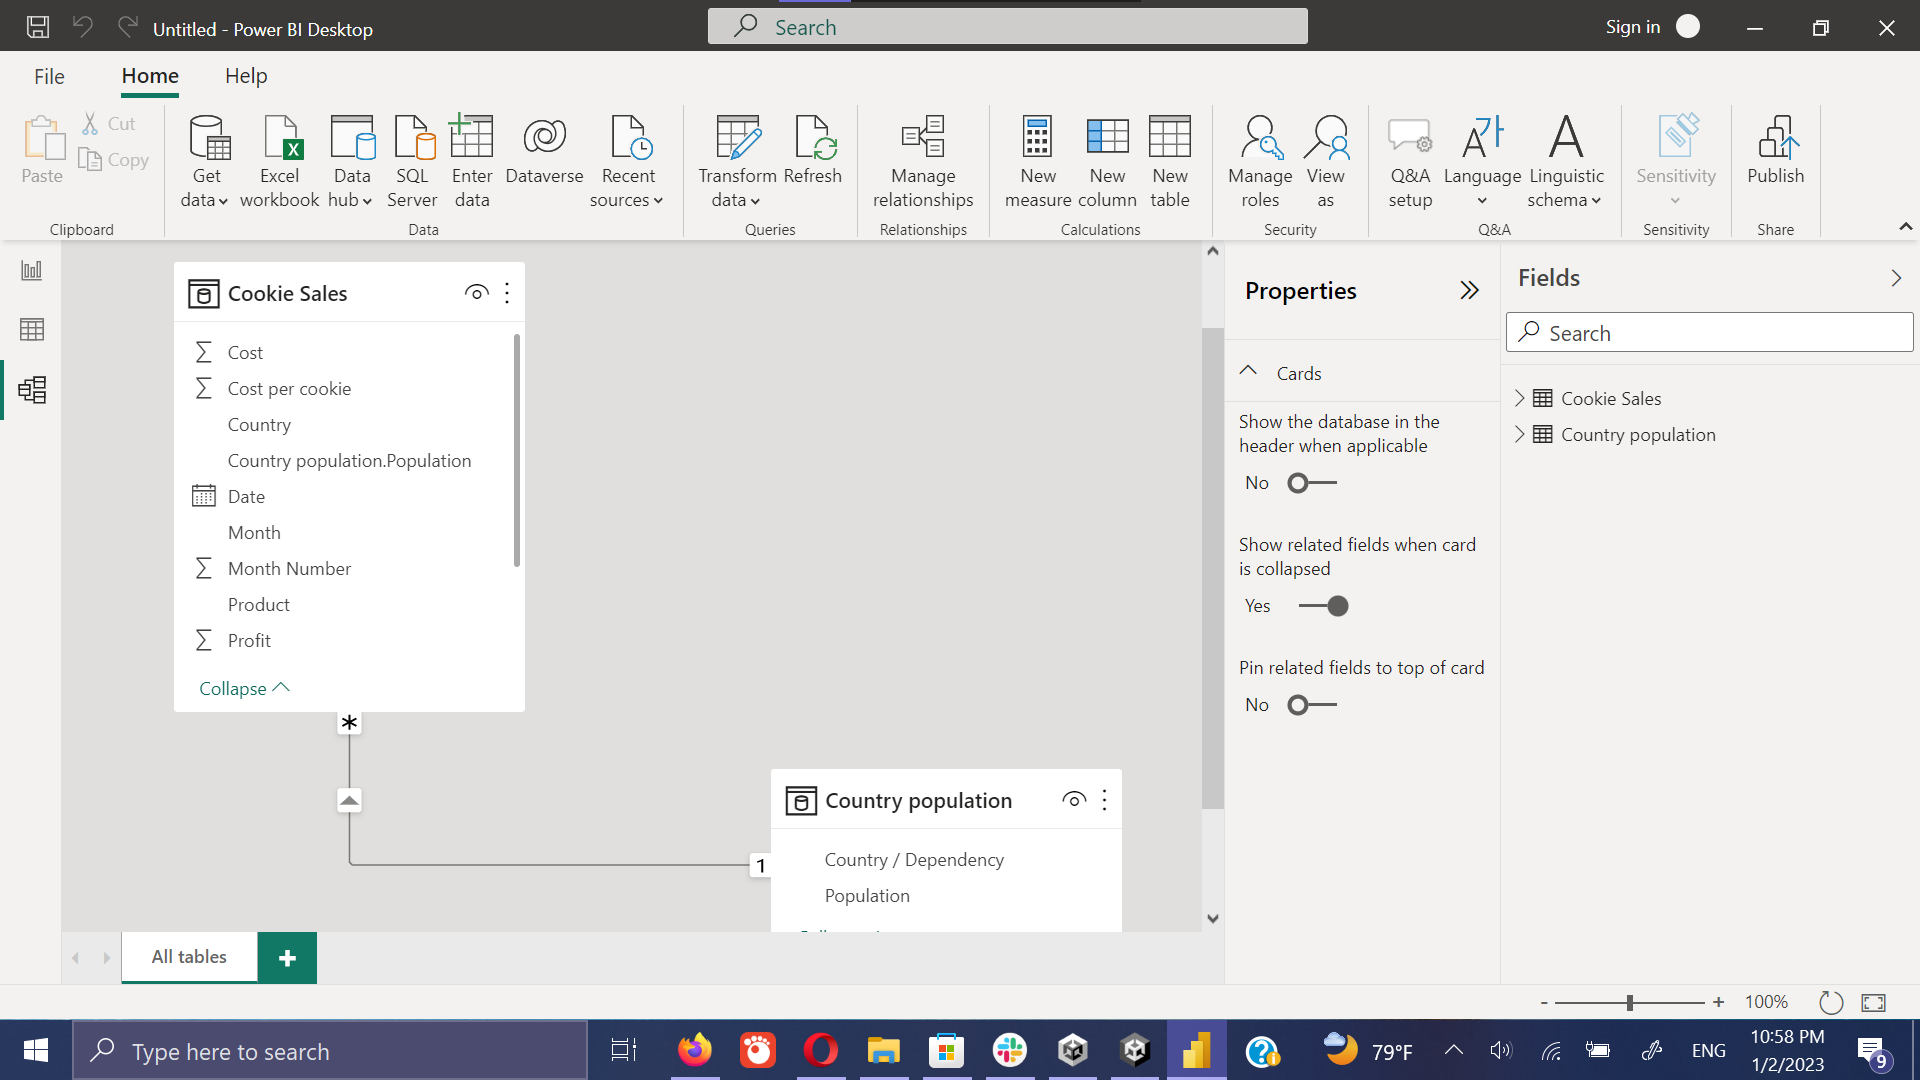 Untitled - Power BI Desktop
Search
Sign in
File
Home
Help
Paste
Cut
Copy
Clipboard
Get data
Excel workbook
Data hub
SQL Server
Enter data
Dataverse
Recent sources
Data
Transform data
Refresh
Queries
Manage relationships
Relationships
New measure
New column
New table
Calculations
Manage roles
View as
Security
Q&A setup
Language
Linguistic schema
Q&A
Sensitivity
Sensitivity
Publish
Share
Cookie Sales
Cost
Cost per cookie
Country
Country population.Population
Date
Month
Month Number
Product
Profit
Collapse
*
1
Country population
Country / Dependency
Population
Properties
Cards
Show the database in the
header when applicable
No
Show related fields when card
is collapsed
Yes
Pin related fields to top of card
No
Fields
Search
Cookie Sales
Country population
All tables
+
- + 100%
Type here to search
79°F
ENG
10:58 PM
1/2/2023
9